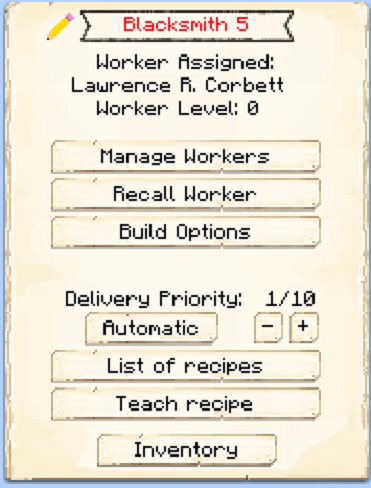 Blacksmith 5
Worker Assigned:
Lawrence R. Corbett
Worker Level: 0
Manage Workers
Recall Worker
Build Options
Delivery Priority: 1/10
Automatic - +
List of recipes
Teach recipe
Inventory